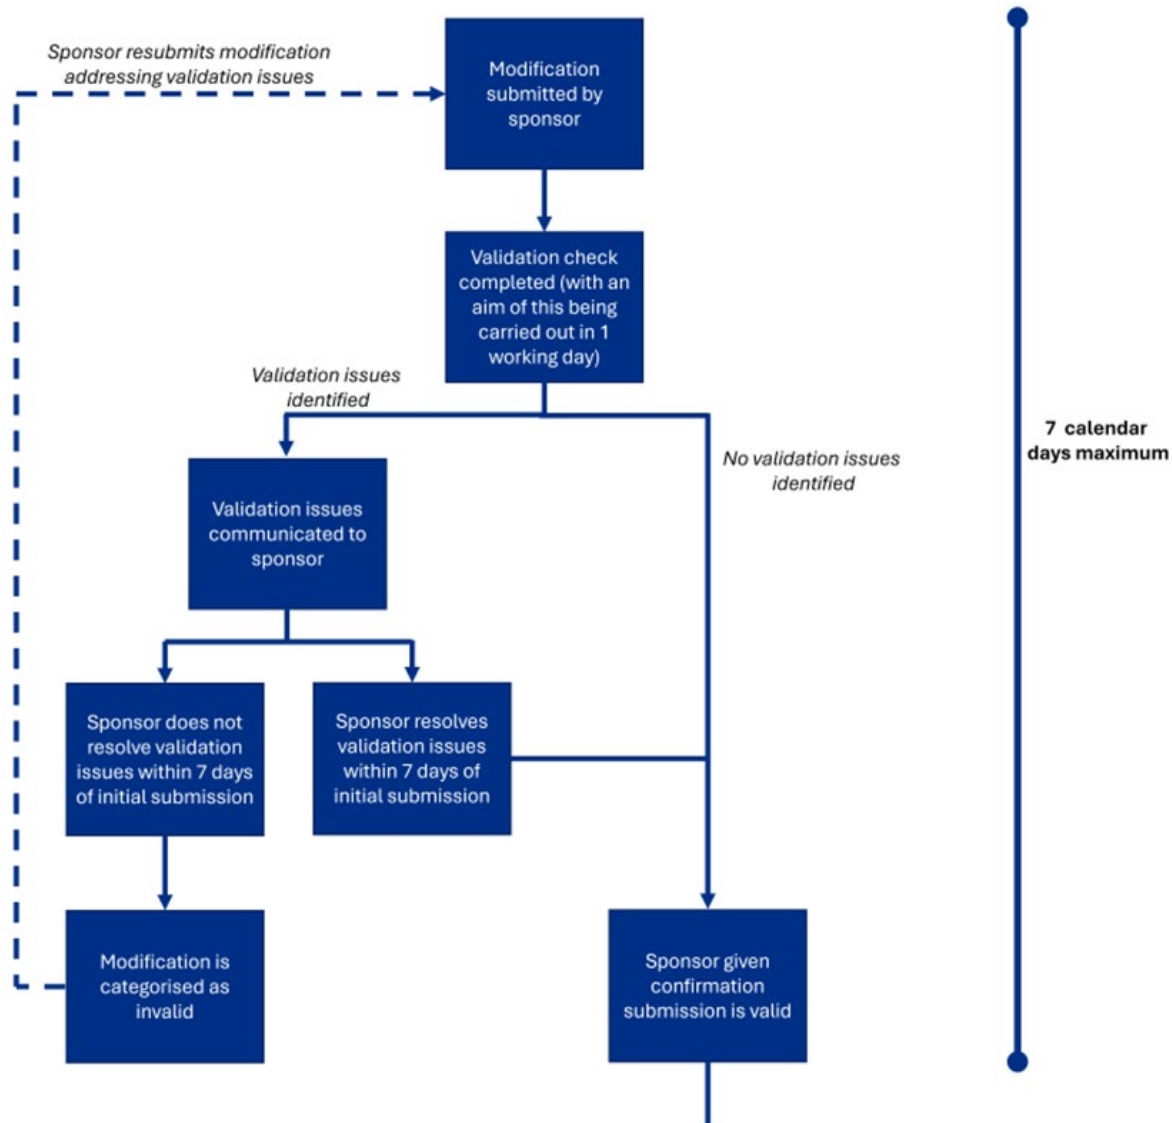 Sponsor resubmits modification
addressing validation issues
Modification
submitted by
sponsor
Validation check
completed (with an
aim of this being
carried out in 1
working day)
Validation issues
identified
No validation issues
identified
7 calendar
days maximum
Validation issues
communicated to
sponsor
Sponsor does not
resolve validation
issues within 7 days
of initial submission
Sponsor resolves
validation issues
within 7 days of
initial submission
Modification is
categorised as
invalid
Sponsor given
confirmation
submission is valid